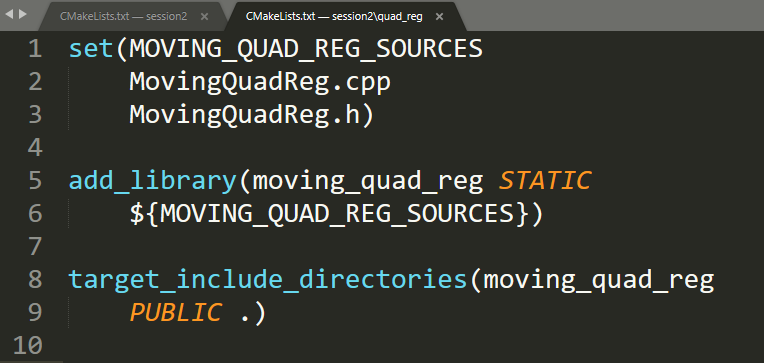 CMakeLists.txt — session2 ×
CMakeLists.txt — session2\quad_reg ×
1 set(MOVING_QUAD_REG_SOURCES
2     MovingQuadReg.cpp
3     MovingQuadReg.h)
4
5 add_library(moving_quad_reg STATIC
6     ${MOVING_QUAD_REG_SOURCES})
7
8 target_include_directories(moving_quad_reg
9     PUBLIC .)
10